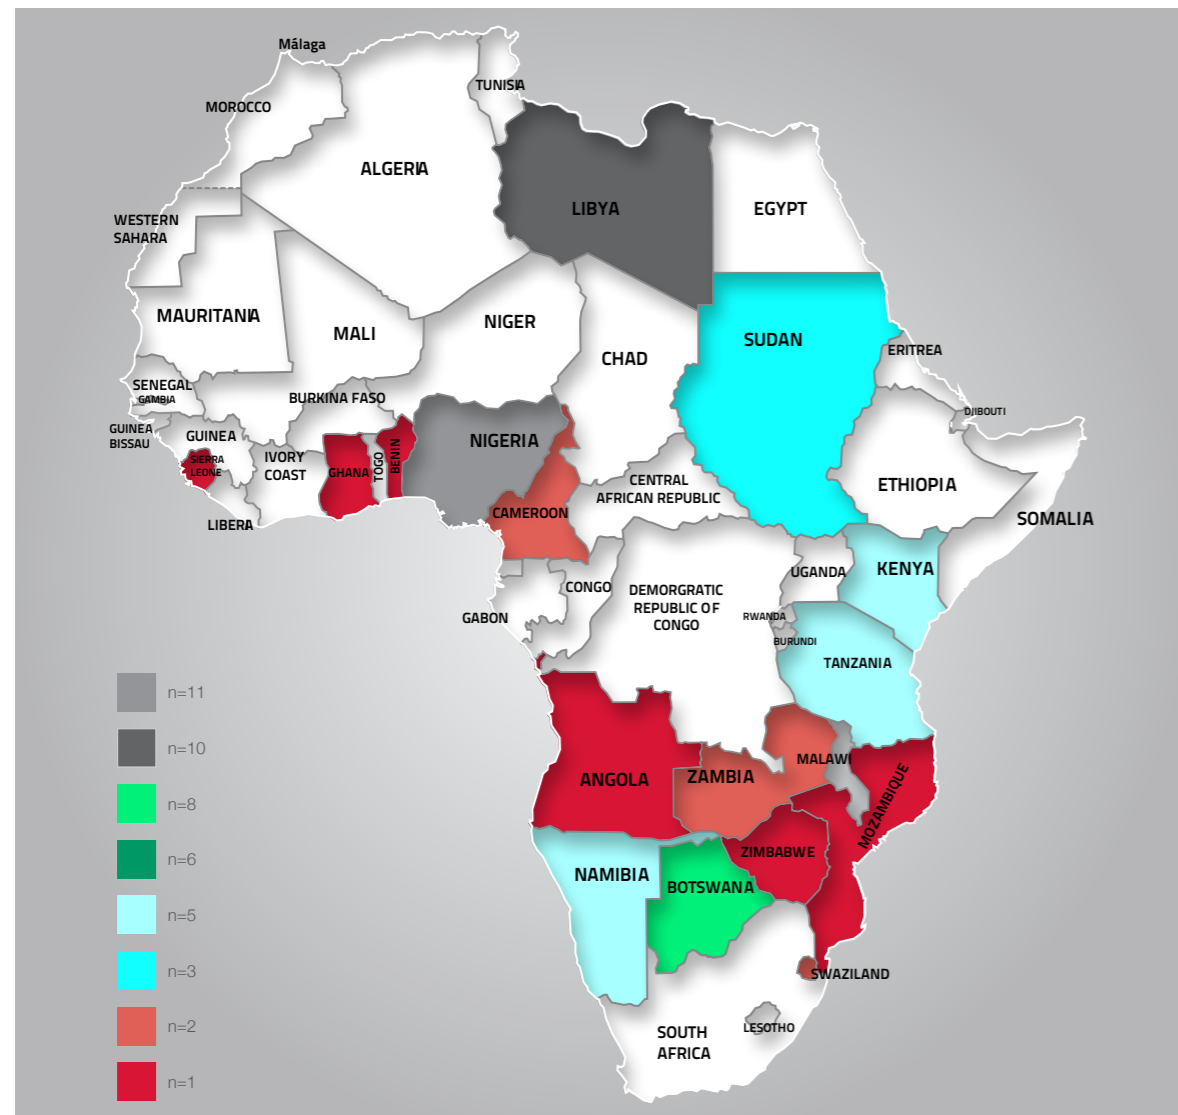 Málaga
TUNISIA
MOROCCO
ALGERIA
LIBYA
EGYPT
WESTERN
SAHARA
MAURITANIA
MALI
NIGER
CHAD
SUDAN
ERITREA
SENEGAL
GAMBIA
BURKINA FASO
DJIBOUTI
GUINEA
BISSAU
GUINEA
NIGERIA
SIERRA
LEONE
IVORY
COAST
GHANA
TOGO
BENIN
CENTRAL
AFRICAN REPUBLIC
ETHIOPIA
LIBERA
CAMEROON
SOMALIA
UGANDA
KENYA
CONGO
DEMORGRATIC
REPUBLIC OF
CONGO
GABON
RWANDA
BURUNDI
TANZANIA
n=11
n=10
MALAWI
ANGOLA
ZAMBIA
MOZAMBIQUE
n=8
n=6
ZIMBABWE
NAMIBIA
BOTSWANA
n=5
n=3
SWAZILAND
n=2
SOUTH
AFRICA
LESOTHO
n=1